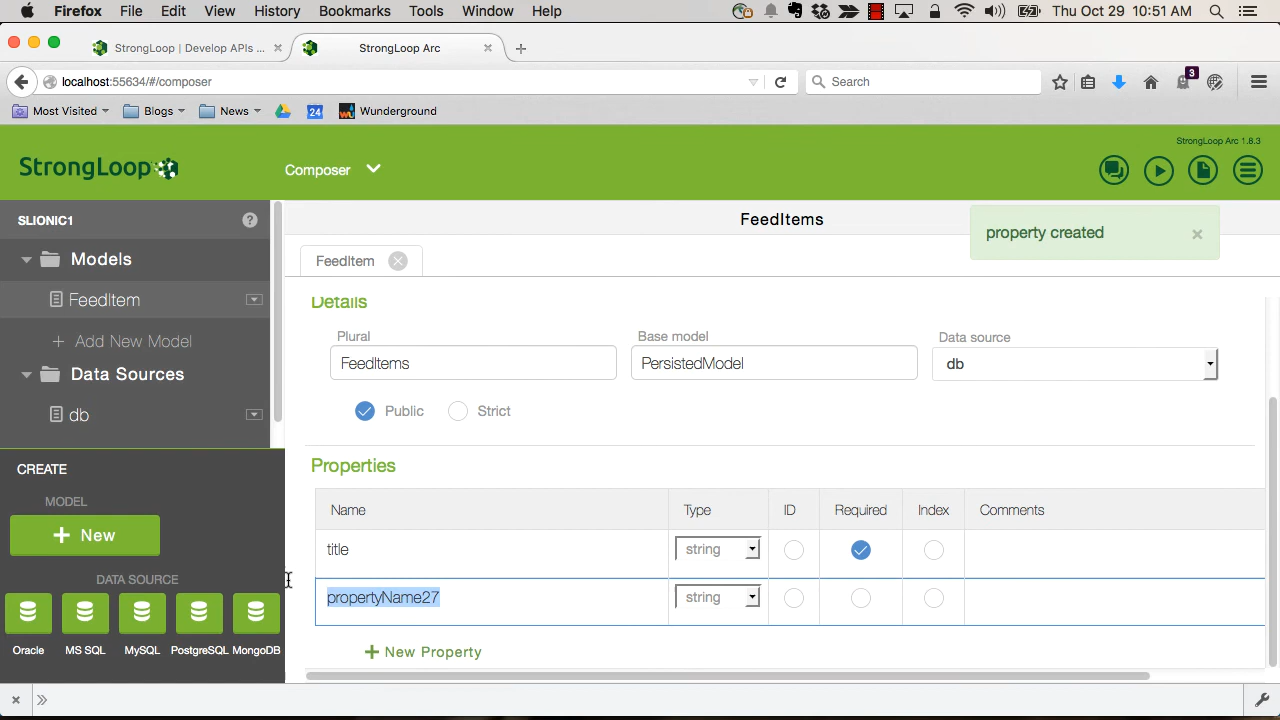 Firefox File Edit View History Bookmarks Tools Window Help Thu Oct 29 10:51 AM
StrongLoop | Develop APIs ... StrongLoop Arc
localhost:55634/#/composer Search 3
Most Visited Blogs News 24 Wunderground
StrongLoop Arc 1.8.3
StrongLoop Composer
SLIONIC1 ?
FeedItems
property created
Models
FeedItem
FeedItem
Add New Model
Data Sources
db
Details
Plural Base model Data source
FeedItems PersistedModel db
Public Strict
CREATE
MODEL
New
DATA SOURCE
Oracle MS SQL MySQL PostgreSQL MongoDB
Properties
Name Type ID Required Index Comments
title string
propertyName27 string
New Property